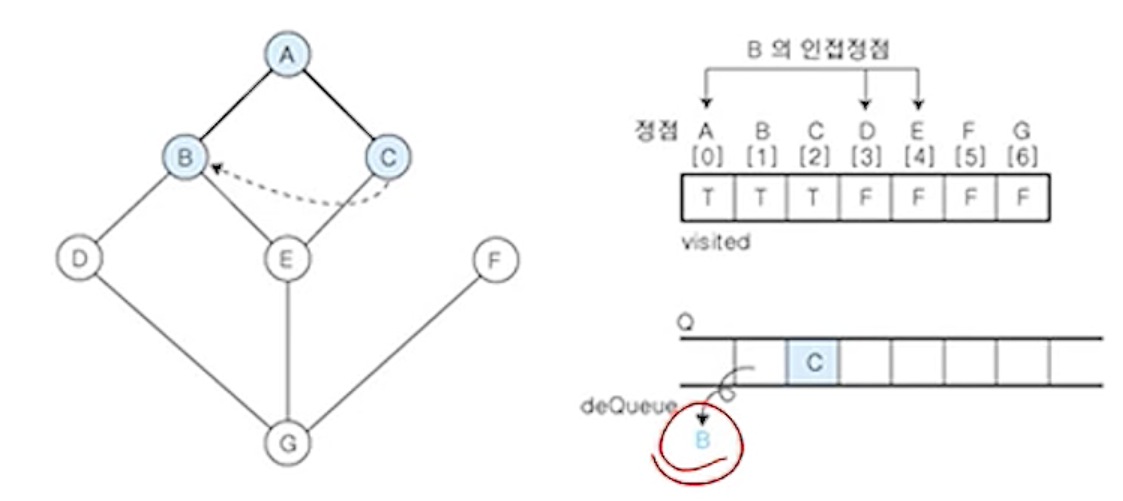 A
B
C
D
E
F
G
B 의 인접정점
정점 A B C D E F G
[0] [1] [2] [3] [4] [5] [6]
T T T F F F F
visited
Q
C
deQueue
B